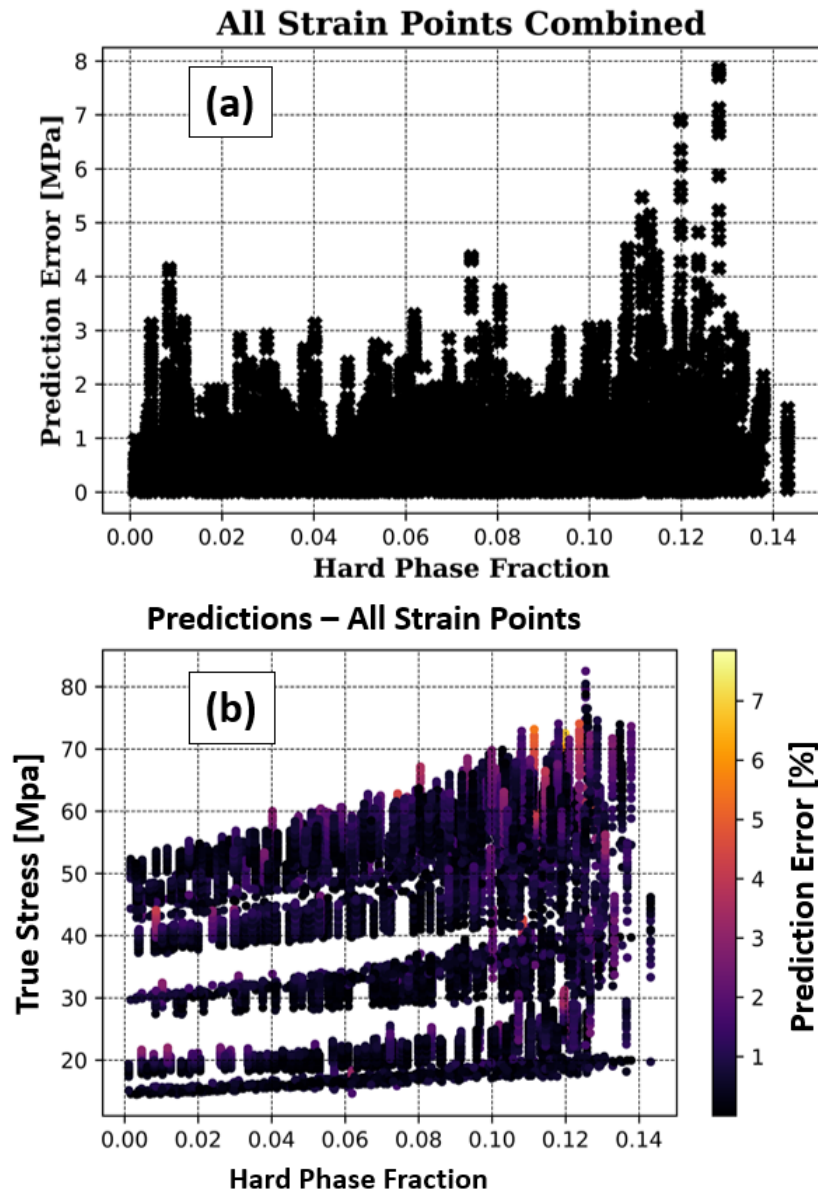 All Strain Points Combined
(a)
Prediction Error [MPa]
8
7
6
5
4
3
2
1
0
0.00 0.02 0.04 0.06 0.08 0.10 0.12 0.14
Hard Phase Fraction
Predictions – All Strain Points
(b)
True Stress [Mpa]
80
70
60
50
40
30
20
0.00 0.02 0.04 0.06 0.08 0.10 0.12 0.14
Hard Phase Fraction
7
6
5
4
3
2
1
Prediction Error [%]